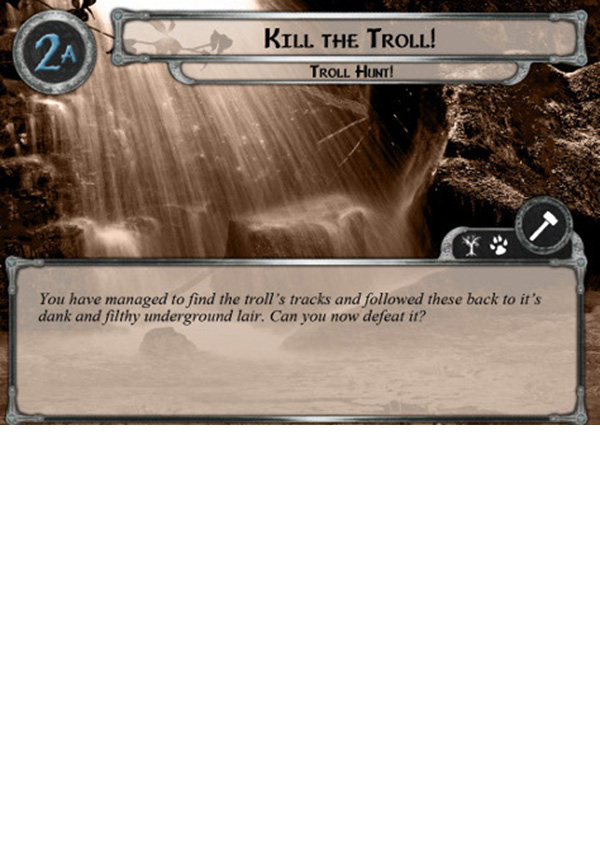 2A
Kill the Troll!
Troll Hunt!
You have managed to find the troll's tracks and followed these back to it's
dank and filthy underground lair. Can you now defeat it?